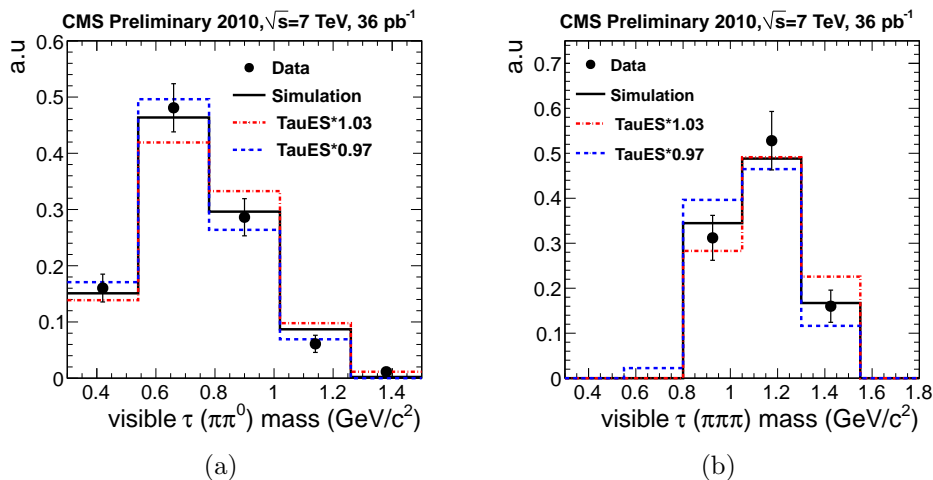 CMS Preliminary 2010,√s=7 TeV, 36 pb⁻¹
a.u
0.6
0.5
0.4
0.3
0.2
0.1
0
Data
Simulation
TauES*1.03
TauES*0.97
0.4 0.6 0.8 1 1.2 1.4
visible τ (ππ⁰) mass (GeV/c²)
(a)
CMS Preliminary 2010,√s=7 TeV, 36 pb⁻¹
a.u
0.7
0.6
0.5
0.4
0.3
0.2
0.1
0
Data
Simulation
TauES*1.03
TauES*0.97
0.4 0.6 0.8 1 1.2 1.4 1.6 1.8
visible τ (πππ) mass (GeV/c²)
(b)